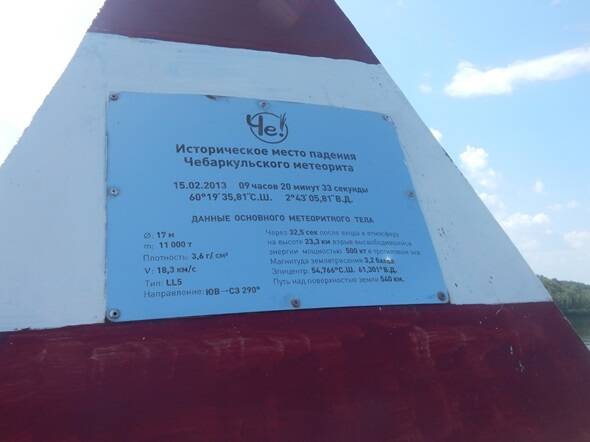 Че!
Историческое место падения
Чебаркульского метеорита
15.02.2013 09 часов 20 минут 33 секунды
60°19´35,81˝С.Ш. 2°43´05,81˝В.Д.
ДАННЫЕ ОСНОВНОГО МЕТЕОРИТНОГО ТЕЛА
Ø: 17 м
m: 11 000 т
Плотность: 3,6 г/ см³
V: 18,3 км/с
Тип: LL5
Направление: ЮВ→СЗ 290°
Через 32,5 сек после входа в атмосферу
на высоте 23,3 км взрыв высвободившейся
энергии мощностью 500 кт в тротиловом экв.
Магнитуда землетрясения 3,2 балла
Эпицентр: 54,766°С.Ш. 61,301°В.Д.
Путь над поверхностью земли 540 км.